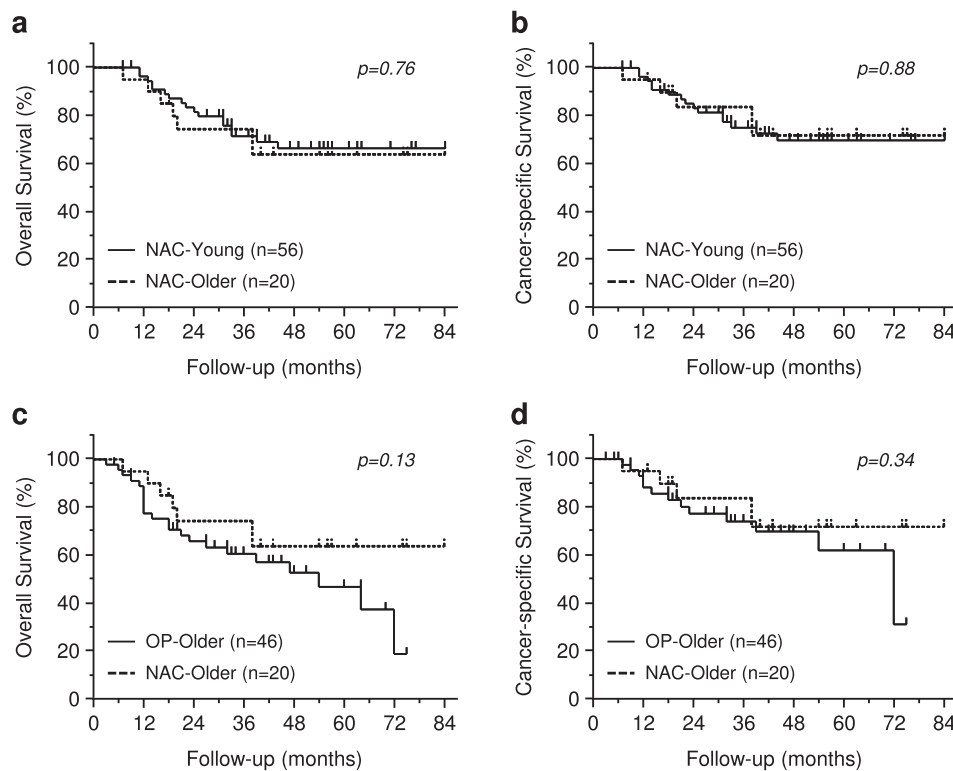 a
Overall Survival (%)
100
80
60
40
20
0
p=0.76
NAC-Young (n=56)
NAC-Older (n=20)
0 12 24 36 48 60 72 84
Follow-up (months)
b
Cancer-specific Survival (%)
100
80
60
40
20
0
p=0.88
NAC-Young (n=56)
NAC-Older (n=20)
0 12 24 36 48 60 72 84
Follow-up (months)
c
Overall Survival (%)
100
80
60
40
20
0
p=0.13
OP-Older (n=46)
NAC-Older (n=20)
0 12 24 36 48 60 72 84
Follow-up (months)
d
Cancer-specific Survival (%)
100
80
60
40
20
0
p=0.34
OP-Older (n=46)
NAC-Older (n=20)
0 12 24 36 48 60 72 84
Follow-up (months)